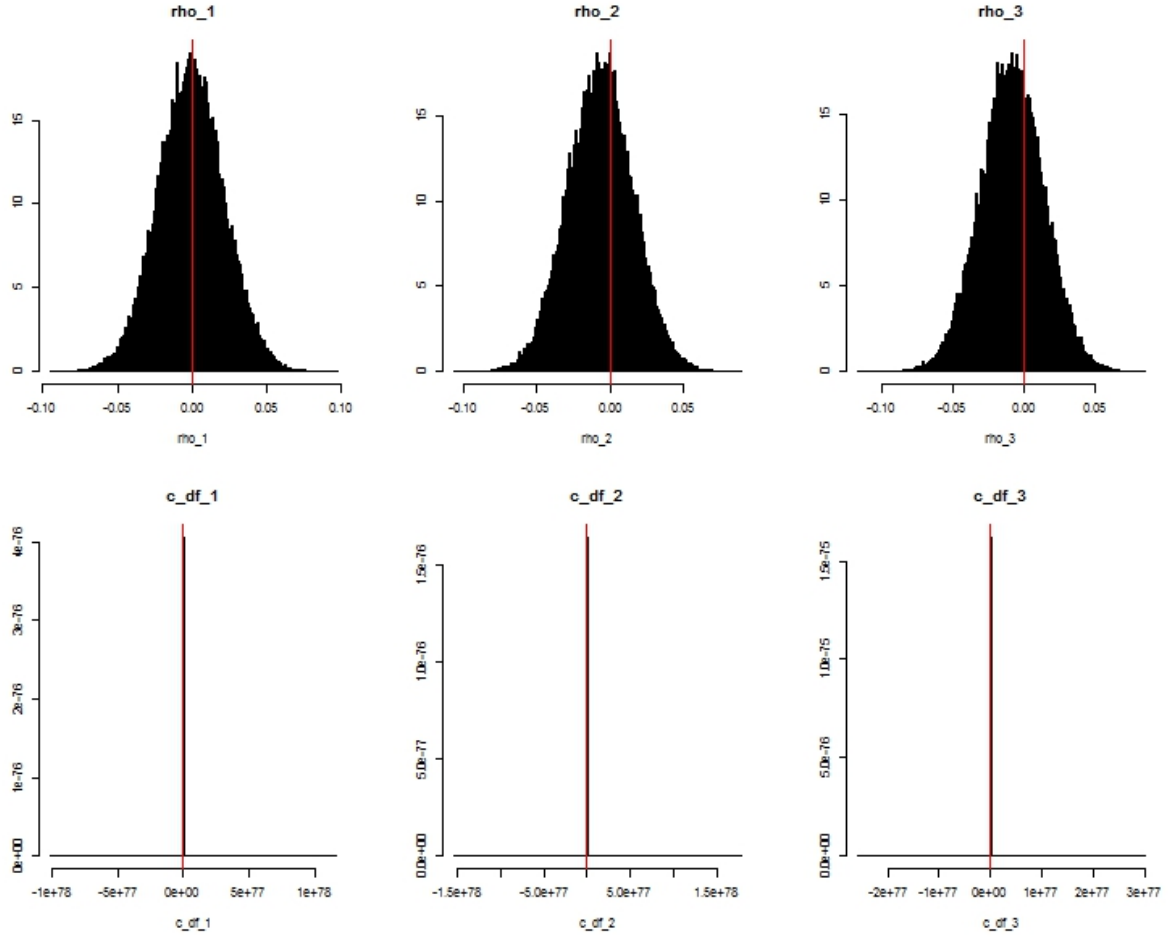 rho_1
15
10
5
0
-0.10 -0.05 0.00 0.05 0.10
rho_1
rho_2
15
10
5
0
-0.10 -0.05 0.00 0.05
rho_2
rho_3
15
10
5
0
-0.10 -0.05 0.00 0.05
rho_3
c_df_1
4e-76
3e-76
2e-76
1e-76
0e+00
-1e+78 -5e+77 0e+00 5e+77 1e+78
c_df_1
c_df_2
1.5e-76
1.0e-76
5.0e-77
0.0e+00
-1.5e+78 -5.0e+77 5.0e+77 1.5e+78
c_df_2
c_df_3
1.5e-75
1.0e-75
5.0e-76
0.0e+00
-2e+77 -1e+77 0e+00 1e+77 2e+77 3e+77
c_df_3